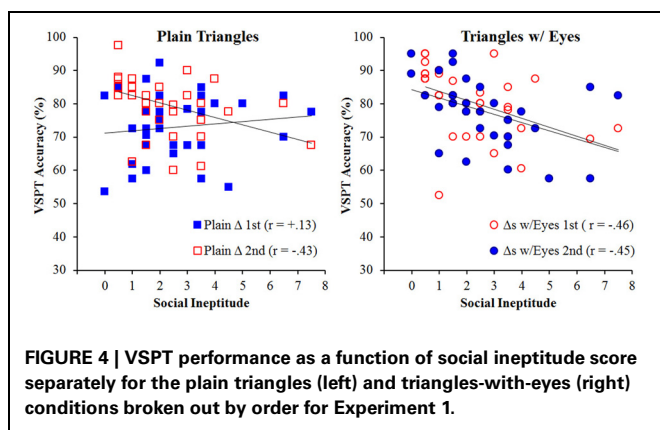 Plain Triangles
Triangles w/ Eyes
100
90
80
70
60
50
40
30
VSPT Accuracy (%)
Plain Δ 1st (r = +.13)
Plain Δ 2nd (r = -.43)
0 1 2 3 4 5 6 7 8
Social Ineptitude
100
90
80
70
60
50
40
30
VSPT Accuracy (%)
Δs w/Eyes 1st ( r = -.46)
Δs w/Eyes 2nd (r = -.45)
0 1 2 3 4 5 6 7 8
Social Ineptitude
FIGURE 4 | VSPT performance as a function of social ineptitude score
separately for the plain triangles (left) and triangles-with-eyes (right)
conditions broken out by order for Experiment 1.